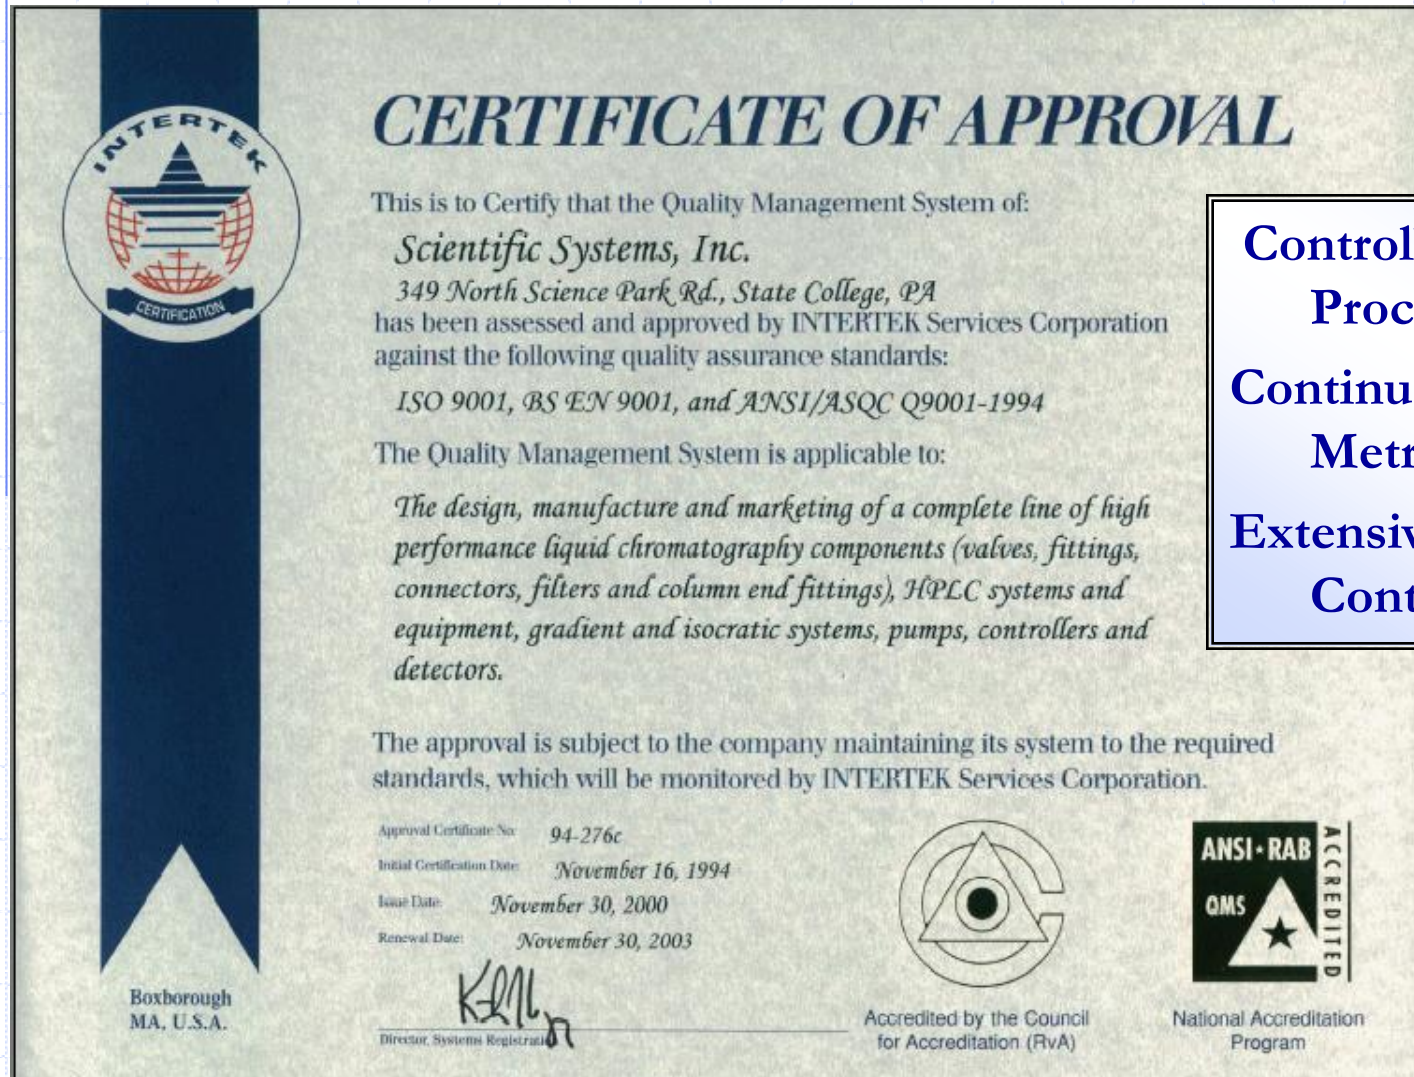 INTERTEK
CERTIFICATION
CERTIFICATE OF APPROVAL
This is to Certify that the Quality Management System of:
Scientific Systems, Inc.
349 North Science Park Rd., State College, PA
has been assessed and approved by INTERTEK Services Corporation
against the following quality assurance standards:
ISO 9001, BS EN 9001, and ANSI/ASQC Q9001-1994
The Quality Management System is applicable to:
The design, manufacture and marketing of a complete line of high
performance liquid chromatography components (valves, fittings,
connectors, filters and column end fittings), HPLC systems and
equipment, gradient and isocratic systems, pumps, controllers and
detectors.
The approval is subject to the company maintaining its system to the required
standards, which will be monitored by INTERTEK Services Corporation.
Approval Certificate No: 94-276c
Initial Certification Date: November 16, 1994
Issue Date: November 30, 2000
Renewal Date: November 30, 2003
Director, Systems Registration
Boxborough
MA, U.S.A.
Accredited by the Council
for Accreditation (RvA)
ANSI•RAB
QMS
ACCREDITED
National Accreditation
Program
Control
Proc
Continu
Metr
Extensiv
Cont